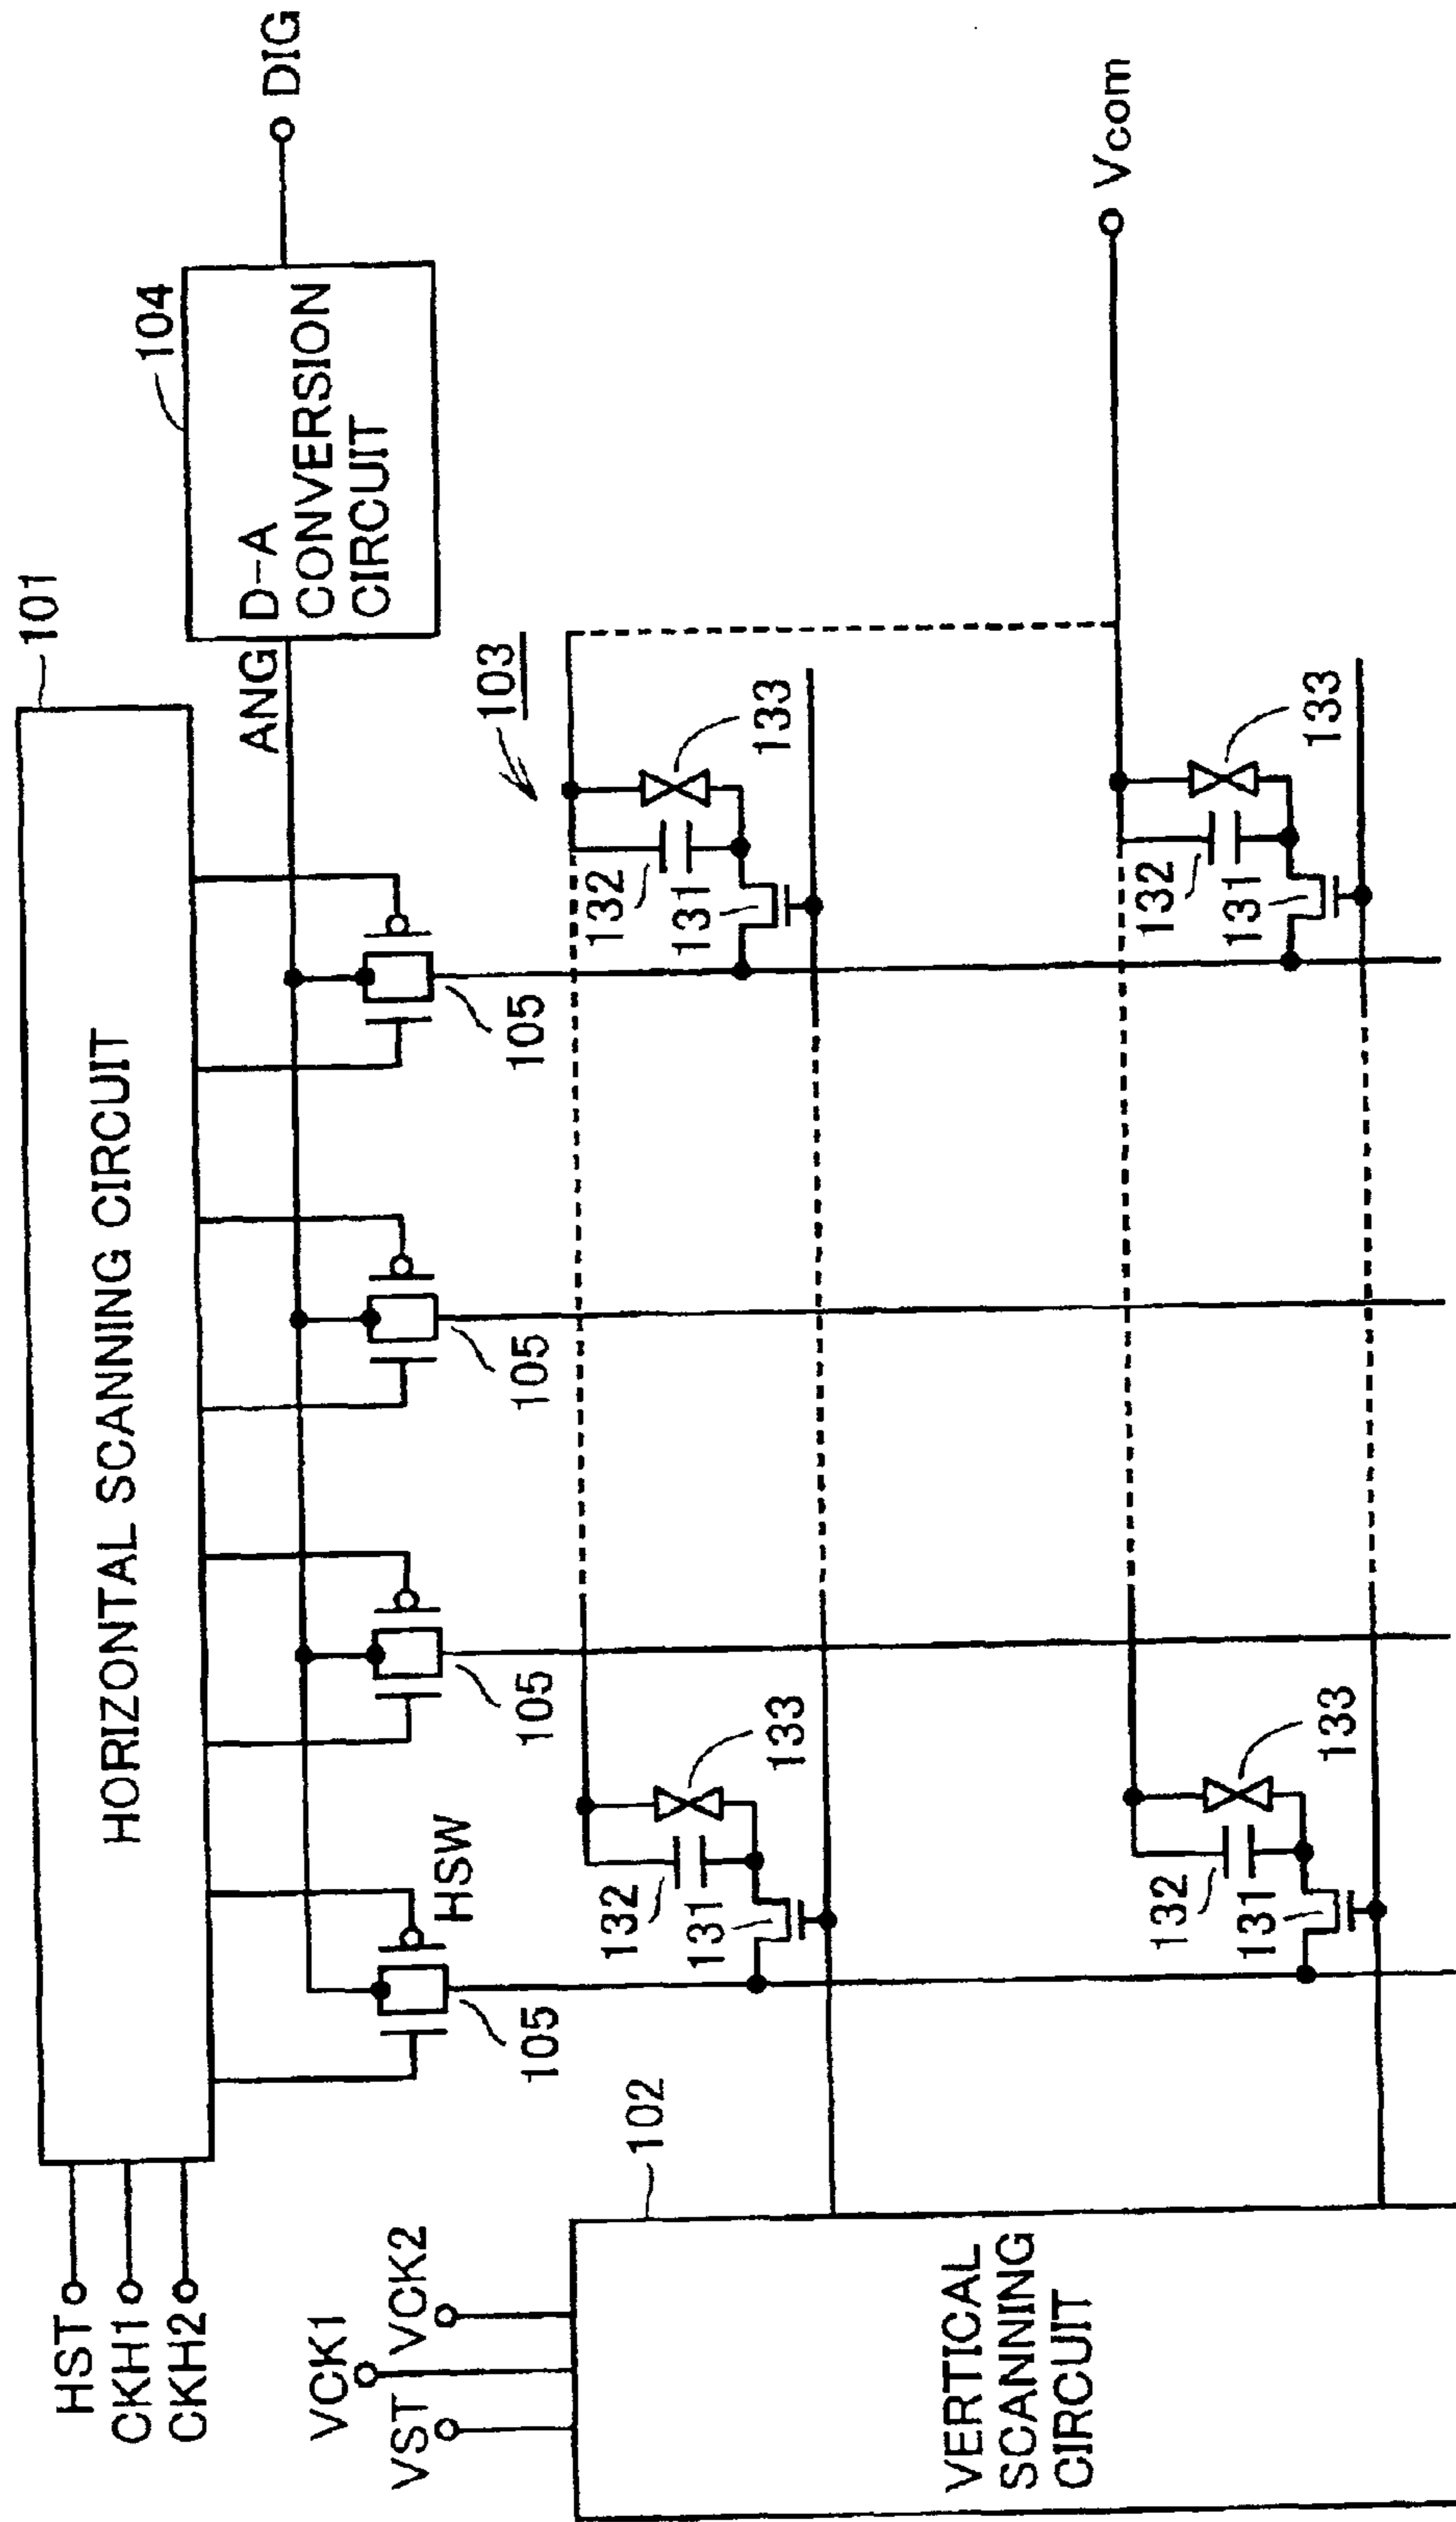 101
HORIZONTAL SCANNING CIRCUIT
HST
CKH1
CKH2
104
DIG
D-A
CONVERSION
CIRCUIT
ANG
HSW
105
105
105
105
103
VCK1
VCK2
VST
102
VERTICAL
SCANNING
CIRCUIT
132
131
133
132
131
133
Vcom
132
131
133
132
131
133